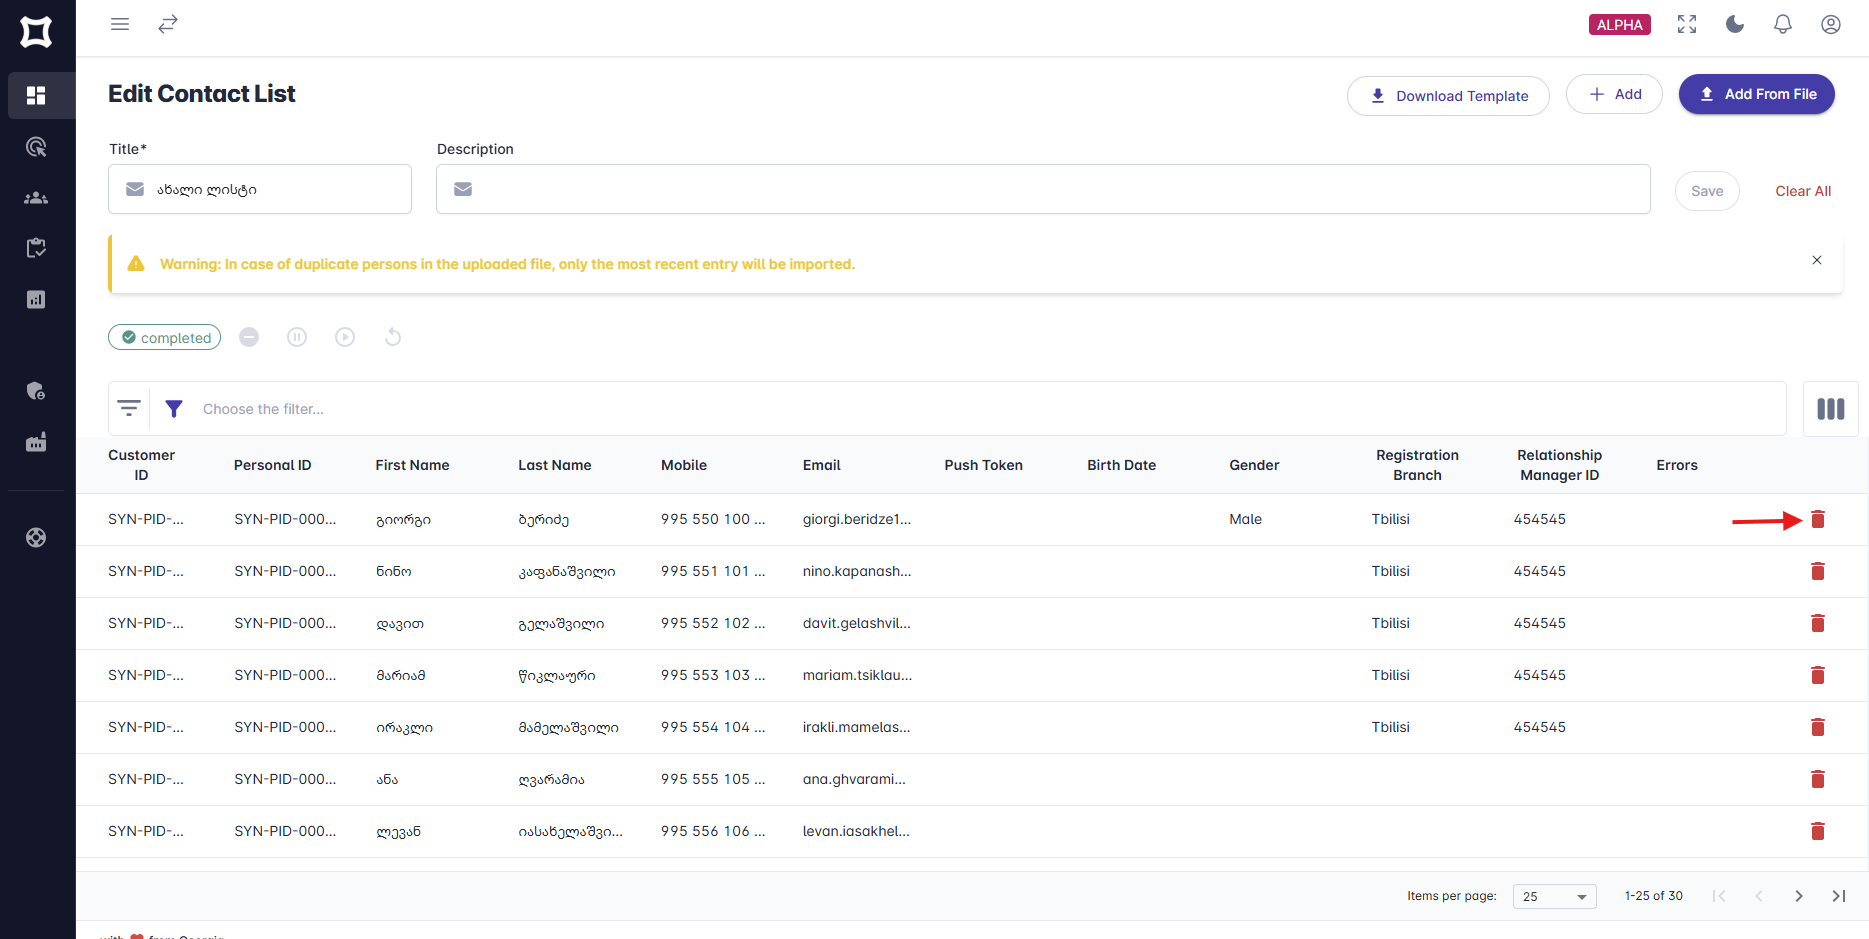 ALPHA
Edit Contact List
Download Template
Add
Add From File
Title*
Description
ახალი ლისტი
Save
Clear All
Warning: In case of duplicate persons in the uploaded file, only the most recent entry will be imported.
completed
Choose the filter...
Customer ID Personal ID First Name Last Name Mobile Email Push Token Birth Date Gender Registration Branch Relationship Manager ID Errors
SYN-PID-... SYN-PID-000... გიორგი ბერიძე 995 550 100 ... giorgi.beridze1... Male Tbilisi 454545
SYN-PID-... SYN-PID-000... ნინო კაფანაშვილი 995 551 101 ... nino.kapanash... Tbilisi 454545
SYN-PID-... SYN-PID-000... დავით გელაშვილი 995 552 102 ... davit.gelashvil... Tbilisi 454545
SYN-PID-... SYN-PID-000... მარიამ წიკლაური 995 553 103 ... mariam.tsiklau... Tbilisi 454545
SYN-PID-... SYN-PID-000... ირაკლი მამელაშვილი 995 554 104 ... irakli.mamelas... Tbilisi 454545
SYN-PID-... SYN-PID-000... ანა ღვარამია 995 555 105 ... ana.ghvarami...
SYN-PID-... SYN-PID-000... ლევან იასახელაშვი... 995 556 106 ... levan.iasakhel...
Items per page: 25 1-25 of 30
with from Georgia